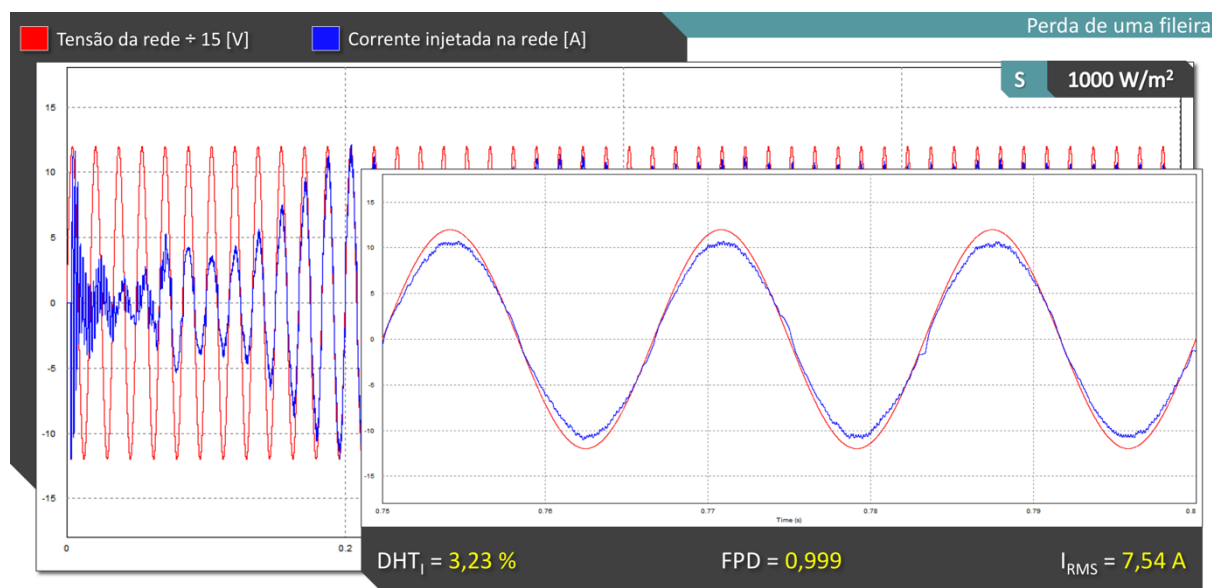 Perda de uma fileira
Tensão da rede ÷ 15 [V] Corrente injetada na rede [A]
S 1000 W/m²
15
10
5
0
-5
-10
-15
0 0.2
15
10
5
0
-5
-10
-15
0.75 0.76 0.77 0.78 0.79 0.8
Time (s)
DHT_I = 3,23 % FPD = 0,999 I_RMS = 7,54 A